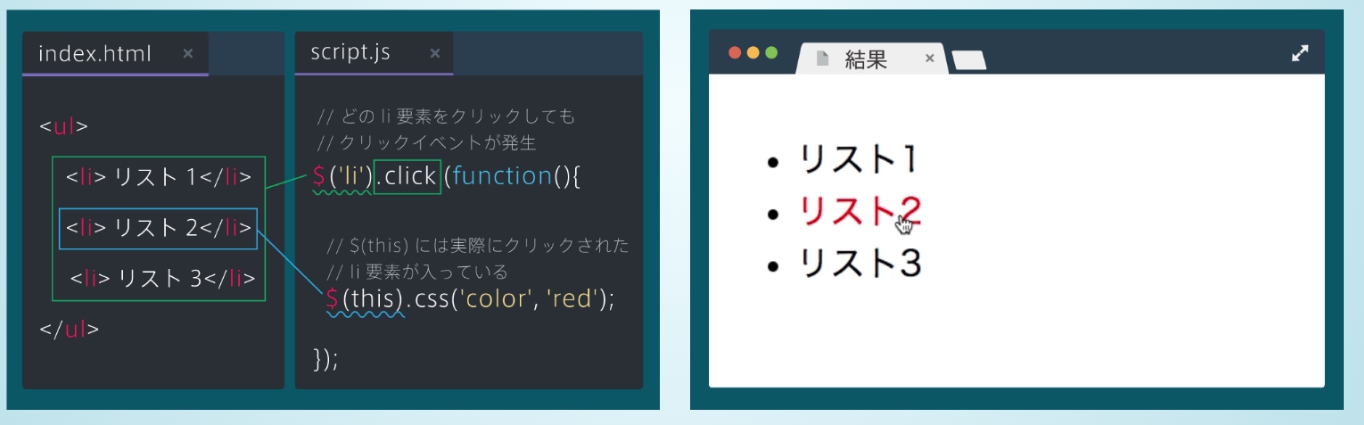 index.html ×
<ul>
<li> リスト 1</li>
<li> リスト 2</li>
<li> リスト 3</li>
</ul>
script.js ×
// どの li 要素をクリックしても
// クリックイベントが発生
$('li').click (function(){
// $(this) には実際にクリックされた
// li 要素が入っている
$(this).css('color', 'red');
});
結果 ×
• リスト1
• リスト2
• リスト3